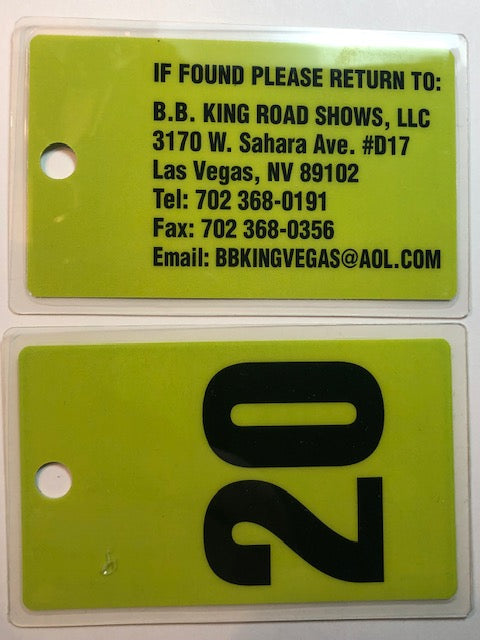 IF FOUND PLEASE RETURN TO:
B.B. KING ROAD SHOWS, LLC
3170 W. Sahara Ave. #D17
Las Vegas, NV 89102
Tel: 702 368-0191
Fax: 702 368-0356
Email: BBKINGVEGAS@AOL.COM
20